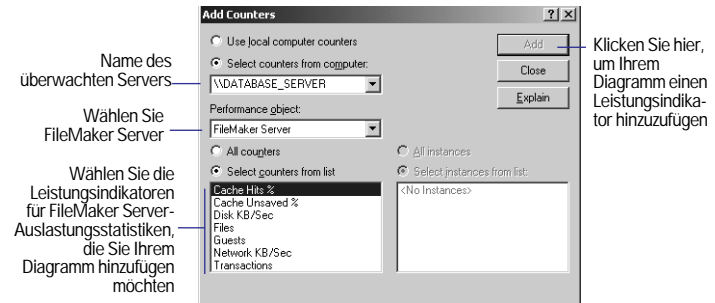 Add Counters
Use local computer counters
Select counters from computer:
\\DATABASE_SERVER
Performance object:
FileMaker Server
All counters
Select counters from list
Cache Hits %
Cache Unsaved %
Disk KB/Sec
Files
Guests
Network KB/Sec
Transactions
All instances
Select instances from list:
<No Instances>
Add
Close
Explain
Name des
überwachten Servers
Wählen Sie
FileMaker Server
Wählen Sie die
Leistungsindikatoren
für FileMaker Server-
Auslastungsstatistiken,
die Sie Ihrem
Diagramm hinzufügen
möchten
Klicken Sie hier,
um Ihrem
Diagramm einen
Leistungsindika-
tor hinzuzufügen